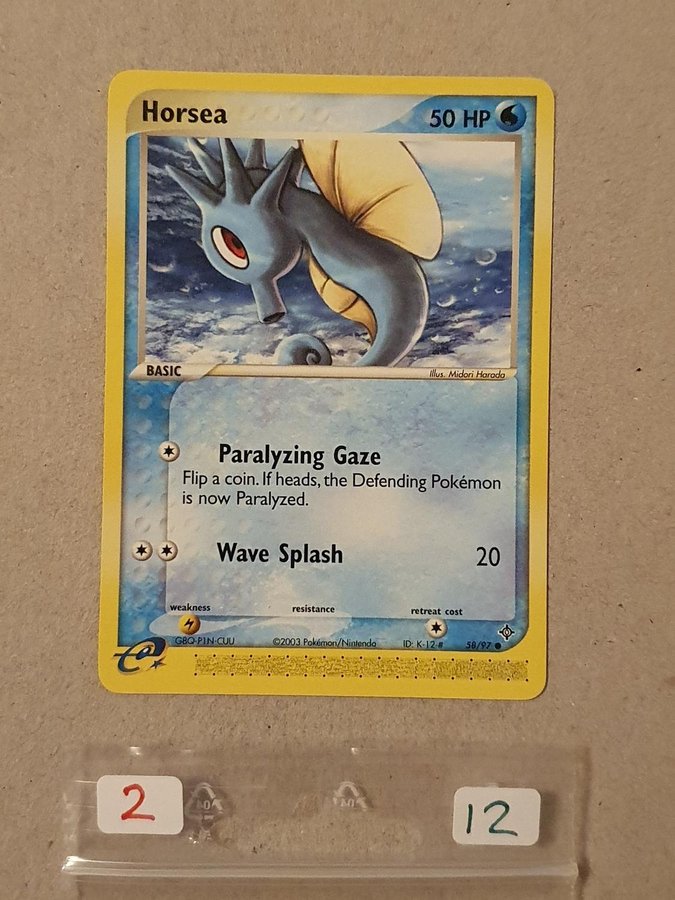 Horsea
50 HP
BASIC
Illus. Midori Harada
Paralyzing Gaze
Flip a coin. If heads, the Defending Pokémon
is now Paralyzed.
Wave Splash 20
weakness resistance retreat cost
G8Q-P1N-CUU ©2003 Pokémon/Nintendo ID: K-12-# 58/97
e
2
12